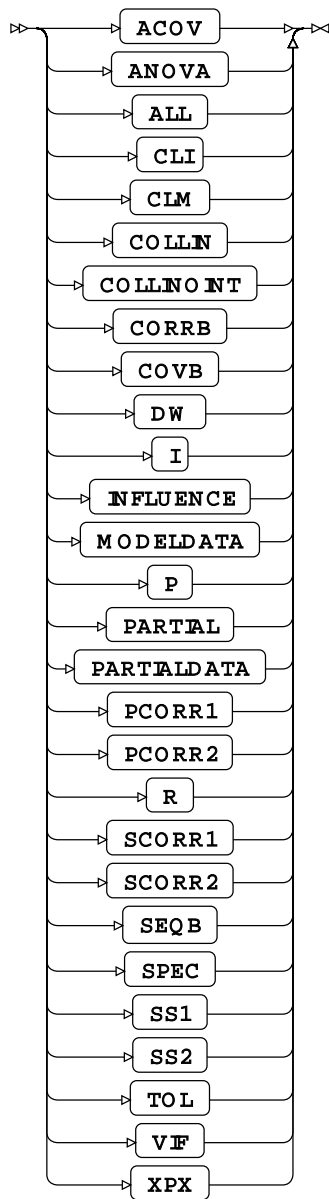 ACOV
ANOVA
ALL
CLI
CLM
COLLIN
COLLINOINT
CORRB
COVB
DW
I
INFLUENCE
MODELDATA
P
PARTIAL
PARTIALDATA
PCORR1
PCORR2
R
SCORR1
SCORR2
SEQB
SPEC
SS1
SS2
TOL
VIF
XPX